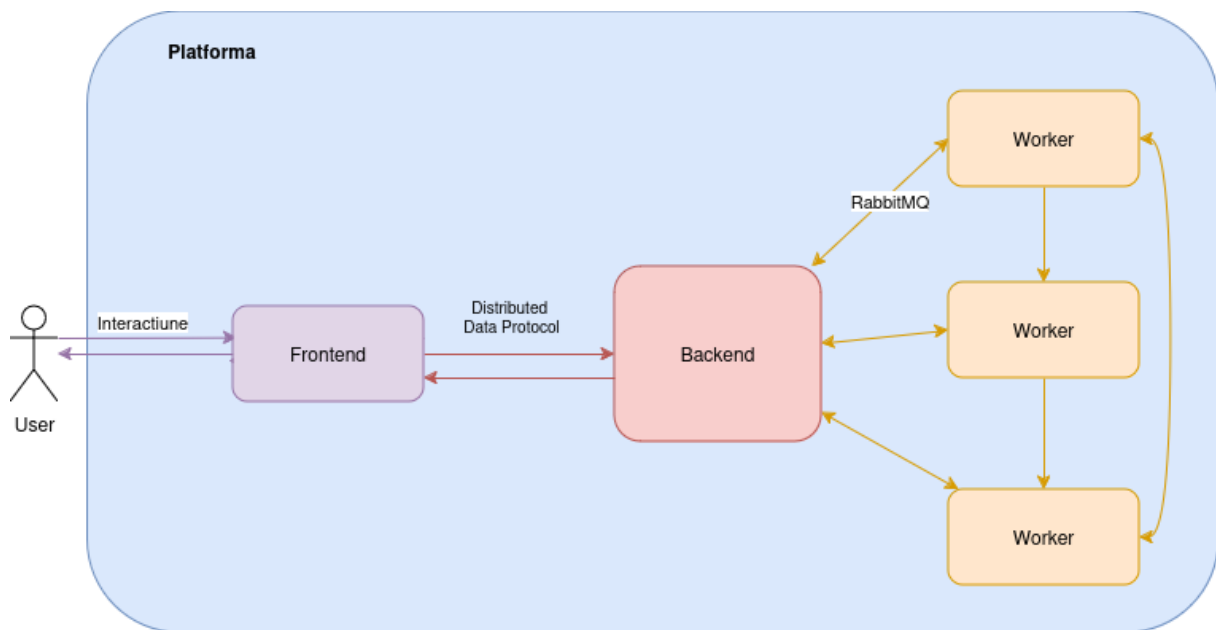 Platforma
Worker
RabbitMQ
Interactiune
Distributed
Data Protocol
Frontend
Backend
Worker
User
Worker